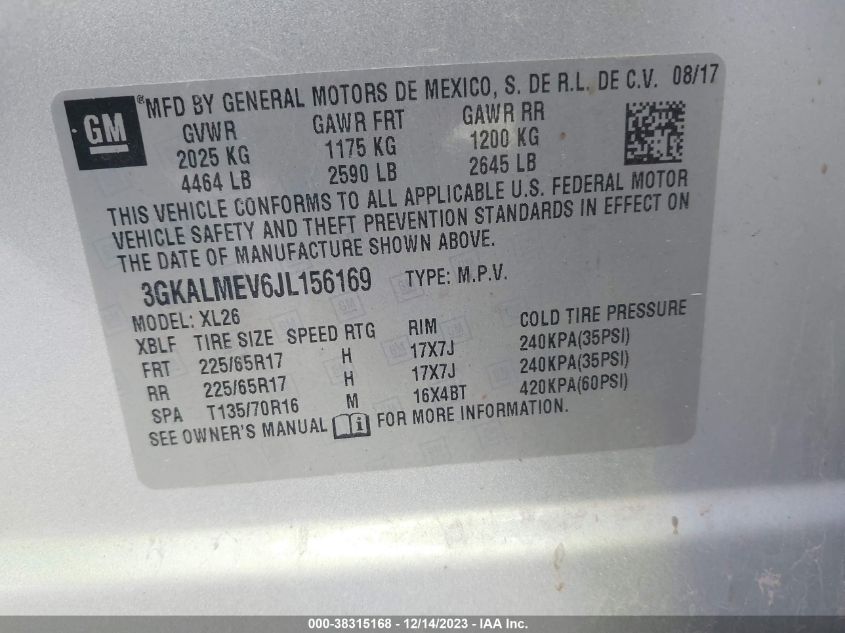 GM
®MFD BY GENERAL MOTORS DE MEXICO, S. DE R.L. DE C.V. 08/17
GVWR GAWR FRT GAWR RR
2025 KG 1175 KG 1200 KG
4464 LB 2590 LB 2645 LB
THIS VEHICLE CONFORMS TO ALL APPLICABLE U.S. FEDERAL MOTOR
VEHICLE SAFETY AND THEFT PREVENTION STANDARDS IN EFFECT ON
THE DATE OF MANUFACTURE SHOWN ABOVE.
3GKALMEV6JL156169 TYPE: M.P.V.
MODEL: XL26
XBLF TIRE SIZE SPEED RTG RIM COLD TIRE PRESSURE
FRT 225/65R17 H 17X7J 240KPA(35PSI)
RR 225/65R17 H 17X7J 240KPA(35PSI)
SPA T135/70R16 M 16X4BT 420KPA(60PSI)
SEE OWNER'S MANUAL FOR MORE INFORMATION.
000-38315168 - 12/14/2023 - IAA Inc.